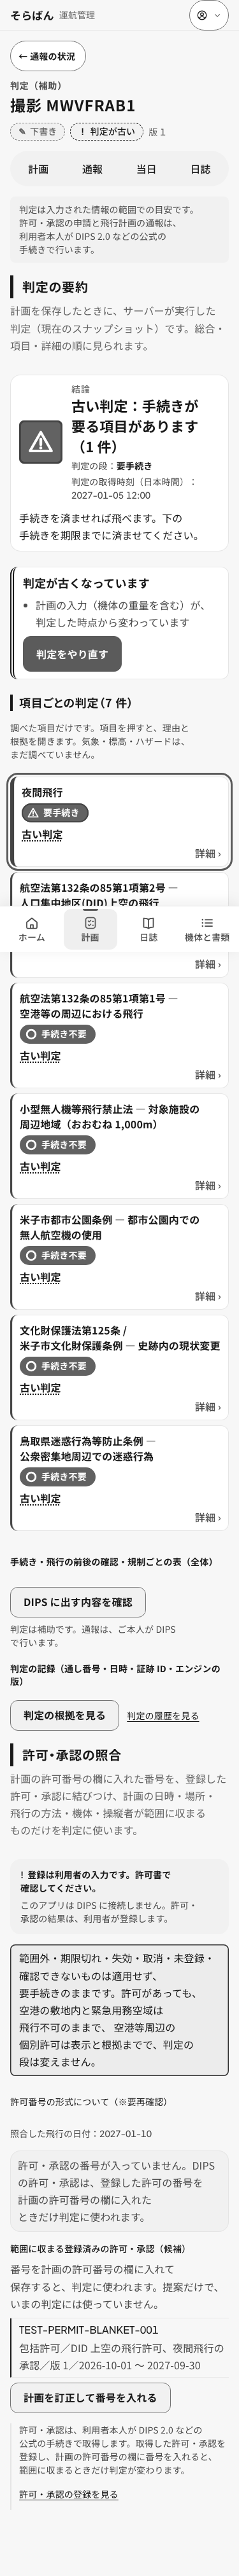 そらばん 運航管理
← 通報の状況
判定（補助）
撮影 MWVFRAB1
✎ 下書き ! 判定が古い 版 1
計画 通報 当日 日誌
判定は入力された情報の範囲での目安です。
許可・承認の申請と飛行計画の通報は、
利用者本人が DIPS 2.0 などの公式の
手続きで行います。
判定の要約
計画を保存したときに、サーバーが実行した
判定（現在のスナップショット）です。総合・
項目・詳細の順に見られます。
結論
古い判定：手続きが
要る項目があります
（1 件）
判定の段：要手続き
判定の取得時刻（日本時間）：
2027-01-05 12:00
手続きを済ませれば飛べます。下の
手続きを期限までに済ませてください。
判定が古くなっています
• 計画の入力（機体の重量を含む）が、
判定した時点から変わっています
判定をやり直す
項目ごとの判定（7 件）
調べた項目だけです。項目を押すと、理由と
根拠を開きます。気象・標高・ハザードは、
まだ調べていません。
夜間飛行
要手続き
古い判定
詳細 ›
航空法第132条の85第1項第2号 —
人口集中地区(DID)上空の飛行
ホーム 計画 日誌 機体と書類
詳細 ›
航空法第132条の85第1項第1号 —
空港等の周辺における飛行
手続き不要
古い判定
詳細 ›
小型無人機等飛行禁止法 — 対象施設の
周辺地域（おおむね 1,000m）
手続き不要
古い判定
詳細 ›
米子市都市公園条例 — 都市公園内での
無人航空機の使用
手続き不要
古い判定
詳細 ›
文化財保護法第125条 /
米子市文化財保護条例 — 史跡内の現状変更
手続き不要
古い判定
詳細 ›
鳥取県迷惑行為等防止条例 —
公衆密集地周辺での迷惑行為
手続き不要
古い判定
詳細 ›
手続き・飛行の前後の確認・規制ごとの表（全体）
DIPS に出す内容を確認
判定は補助です。通報は、ご本人が DIPS
で行います。
判定の記録（通し番号・日時・証跡 ID・エンジンの
版）
判定の根拠を見る 判定の履歴を見る
許可・承認の照合
計画の許可番号の欄に入れた番号を、登録した
許可・承認に結びつけ、計画の日時・場所・
飛行の方法・機体・操縦者が範囲に収まる
ものだけを判定に使います。
! 登録は利用者の入力です。許可書で
確認してください。
このアプリは DIPS に接続しません。許可・
承認の結果は、利用者が登録します。
範囲外・期限切れ・失効・取消・未登録・
確認できないものは適用せず、
要手続きのままです。許可があっても、
空港の敷地内と緊急用務空域は
飛行不可のままで、 空港等周辺の
個別許可は表示と根拠までで、判定の
段は変えません。
許可番号の形式について（※要再確認）
照合した飛行の日付：2027-01-10
許可・承認の番号が入っていません。DIPS
の許可・承認は、登録した許可の番号を
計画の許可番号の欄に入れた
ときだけ判定に使われます。
範囲に収まる登録済みの許可・承認（候補）
番号を計画の許可番号の欄に入れて
保存すると、判定に使います。提案だけで、
いまの判定には使っていません。
TEST-PERMIT-BLANKET-001
包括許可／DID 上空の飛行許可、夜間飛行の
承認／版 1／2026-10-01 〜 2027-09-30
計画を訂正して番号を入れる
許可・承認は、利用者本人が DIPS 2.0 などの
公式の手続きで取得します。取得した許可・承認を
登録し、計画の許可番号の欄に番号を入れると、
範囲に収まるときだけ判定が変わります。
許可・承認の登録を見る